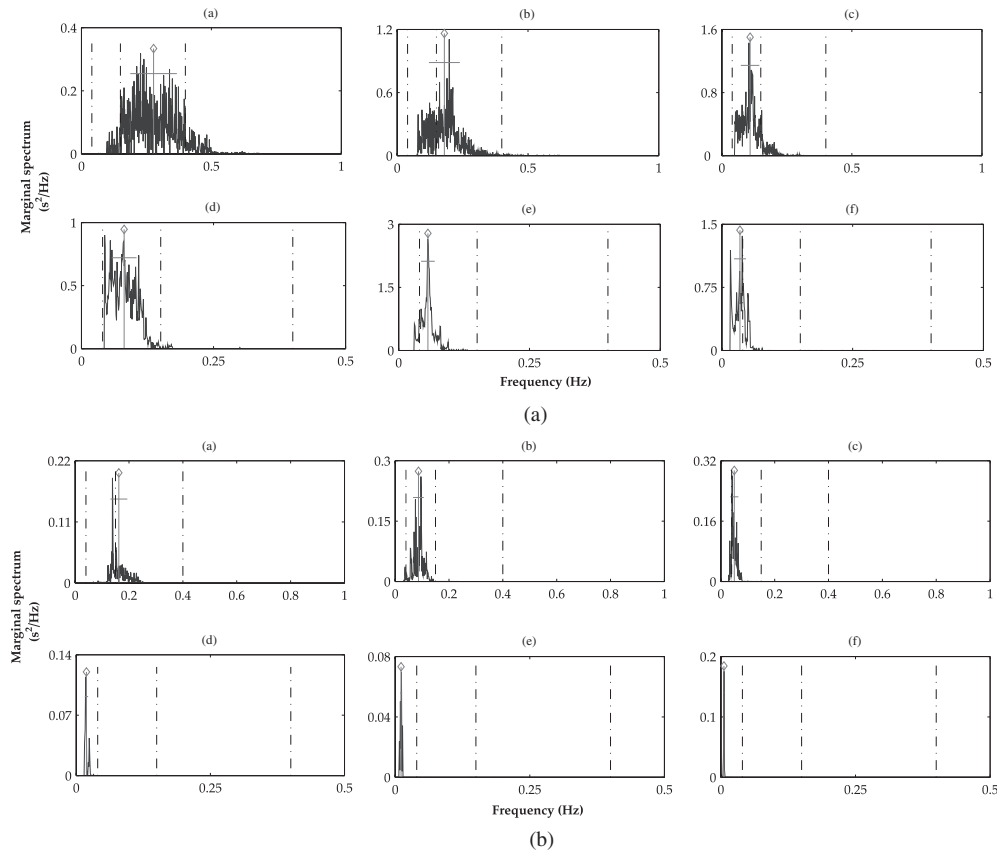 (a) (b) (c)
0.4 1.2 1.6
0.3
0.2 0.6 0.8
0.1
0 0 0
0 0.5 1 0 0.5 1 0 0.5 1
Marginal spectrum
(s²/Hz)
(d) (e) (f)
1 3 1.5
0.5 1.5 0.75
0 0 0
0 0.25 0.5 0 0.25 0.5 0 0.25 0.5
Frequency (Hz)
(a)
(a) (b) (c)
0.22 0.3 0.32
0.11 0.15 0.16
0 0 0
0 0.2 0.4 0.6 0.8 1 0 0.2 0.4 0.6 0.8 1 0 0.2 0.4 0.6 0.8 1
Marginal spectrum
(s²/Hz)
(d) (e) (f)
0.14 0.08 0.2
0.07 0.04 0.1
0 0 0
0 0.25 0.5 0 0.25 0.5 0 0.25 0.5
Frequency (Hz)
(b)